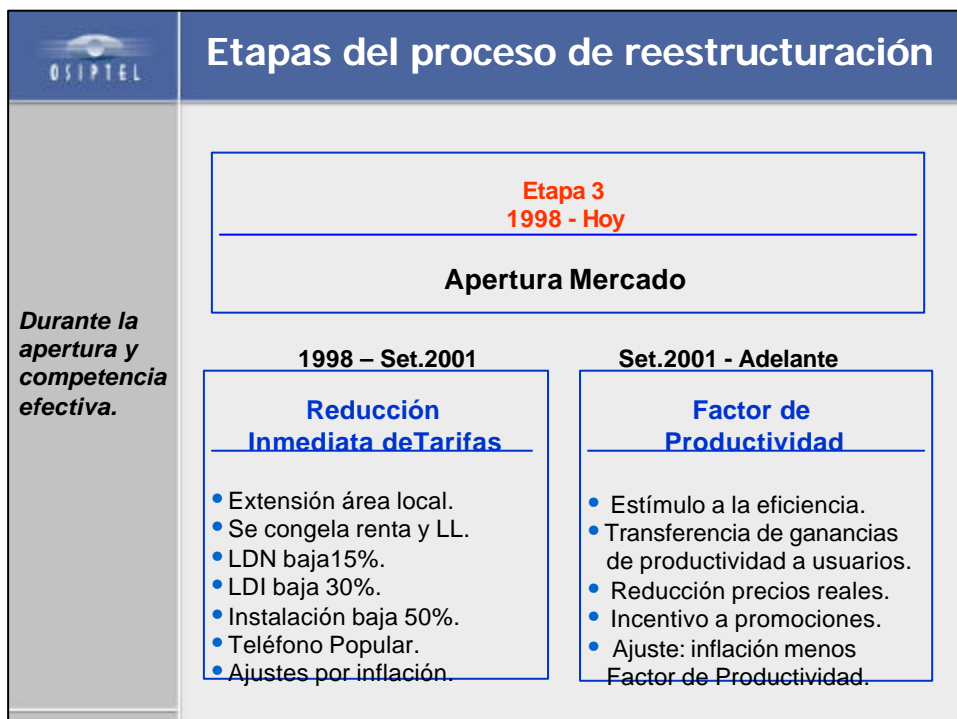 OSIPTEL
Etapas del proceso de reestructuración
Durante la
apertura y
competencia
efectiva.
Etapa 3
1998 - Hoy
Apertura Mercado
1998 – Set.2001
Reducción
Inmediata deTarifas
• Extensión área local.
• Se congela renta y LL.
• LDN baja15%.
• LDI baja 30%.
• Instalación baja 50%.
• Teléfono Popular.
• Ajustes por inflación.
Set.2001 - Adelante
Factor de
Productividad
• Estímulo a la eficiencia.
• Transferencia de ganancias
de productividad a usuarios.
• Reducción precios reales.
• Incentivo a promociones.
• Ajuste: inflación menos
Factor de Productividad.